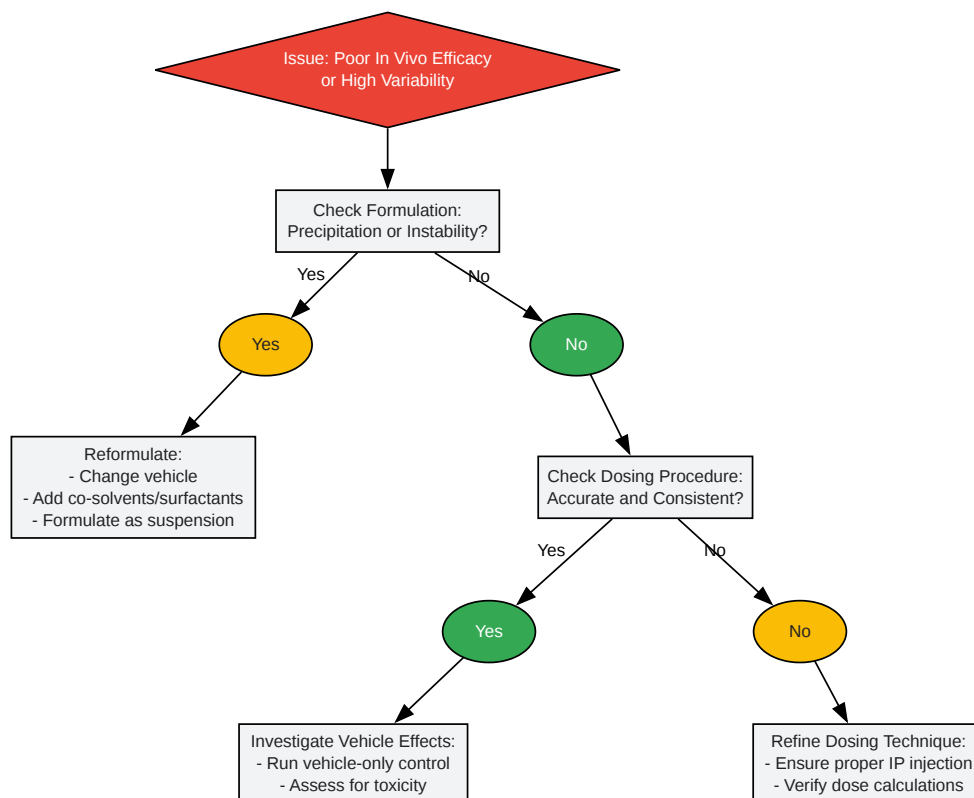 Issue: Poor In Vivo Efficacy
or High Variability
Check Formulation:
Precipitation or Instability?
Yes
No
Yes
No
Reformulate:
- Change vehicle
- Add co-solvents/surfactants
- Formulate as suspension
Check Dosing Procedure:
Accurate and Consistent?
Yes
No
Yes
No
Investigate Vehicle Effects:
- Run vehicle-only control
- Assess for toxicity
Refine Dosing Technique:
- Ensure proper IP injection
- Verify dose calculations